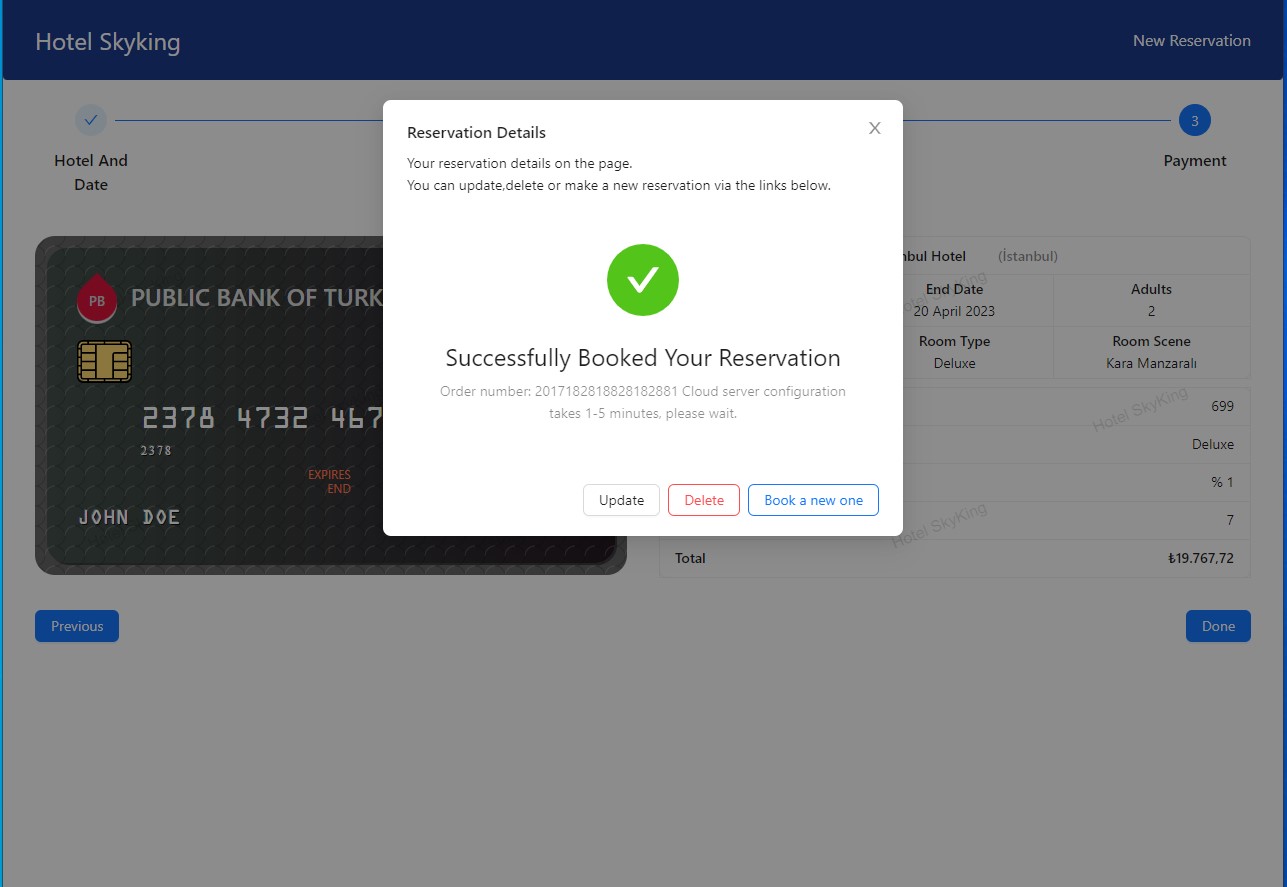 Hotel Skyking
New Reservation
3
Hotel And
Date
Payment
Reservation Details
X
Your reservation details on the page.
You can update,delete or make a new reservation via the links below.
Successfully Booked Your Reservation
Order number: 2017182818828182881 Cloud server configuration
takes 1-5 minutes, please wait.
Update
Delete
Book a new one
PB
PUBLIC BANK OF TURK
2378 4732 467
2378
EXPIRES
END
JOHN DOE
Hotel
(İstanbul)
End Date
20 April 2023
Adults
2
Room Type
Deluxe
Room Scene
Kara Manzaralı
699
Deluxe
% 1
7
Total
₺19.767,72
Hotel SkyKing
Hotel SkyKing
Previous
Done